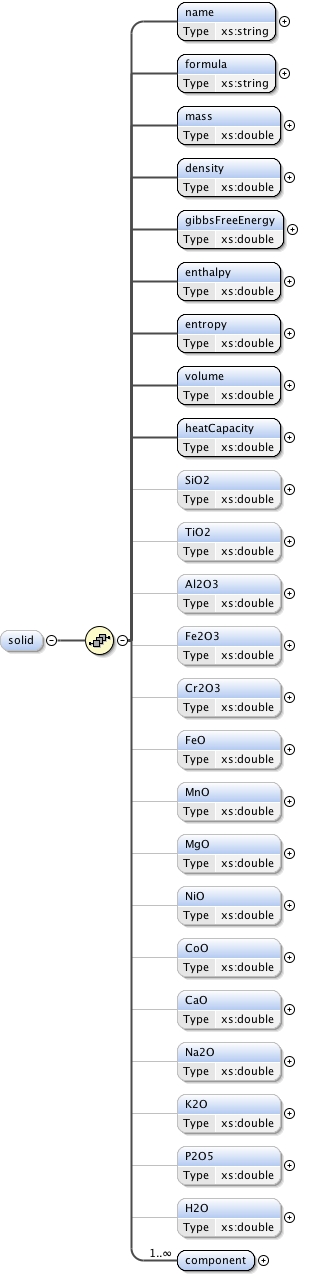 name
Type xs:string
formula
Type xs:string
mass
Type xs:double
density
Type xs:double
gibbsFreeEnergy
Type xs:double
enthalpy
Type xs:double
entropy
Type xs:double
volume
Type xs:double
heatCapacity
Type xs:double
SiO2
Type xs:double
TiO2
Type xs:double
Al2O3
Type xs:double
Fe2O3
Type xs:double
solid
Cr2O3
Type xs:double
FeO
Type xs:double
MnO
Type xs:double
MgO
Type xs:double
NiO
Type xs:double
CoO
Type xs:double
CaO
Type xs:double
Na2O
Type xs:double
K2O
Type xs:double
P2O5
Type xs:double
H2O
Type xs:double
1..∞
component